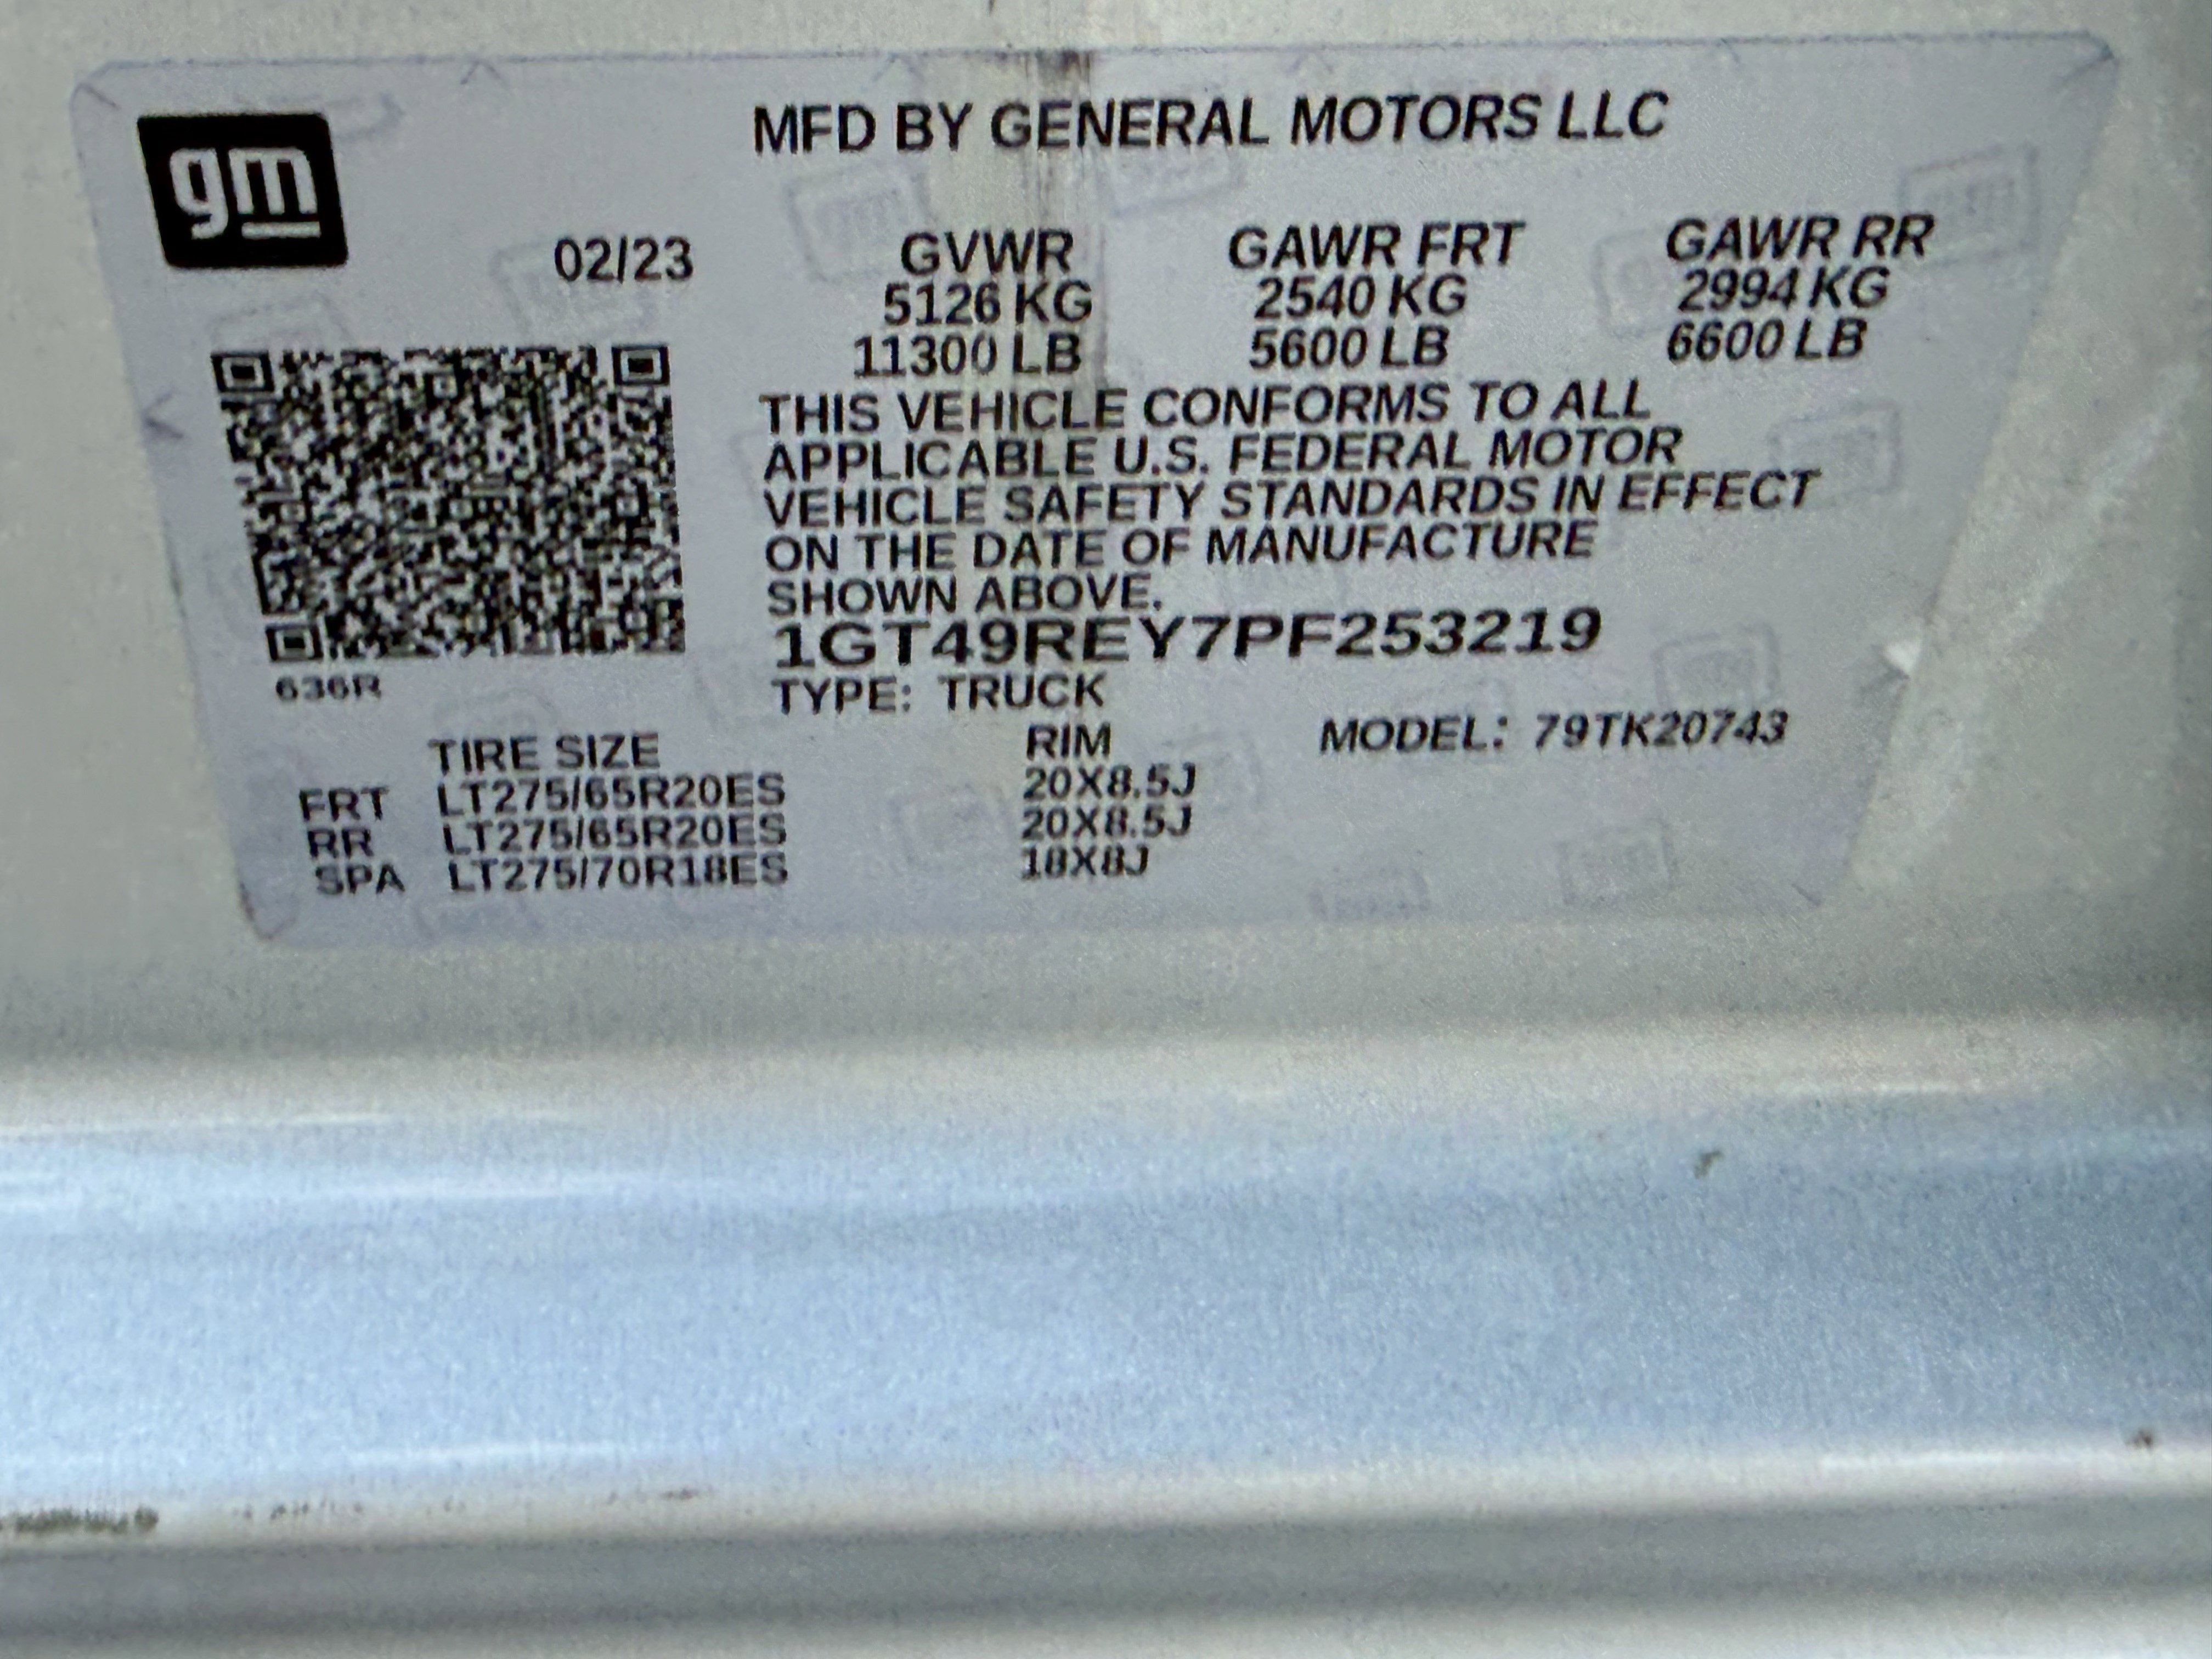 gm
MFD BY GENERAL MOTORS LLC
02/23 GVWR GAWR FRT GAWR RR
5126 KG 2540 KG 2994 KG
11300 LB 5600 LB 6600 LB
THIS VEHICLE CONFORMS TO ALL
APPLICABLE U.S. FEDERAL MOTOR
VEHICLE SAFETY STANDARDS IN EFFECT
ON THE DATE OF MANUFACTURE
SHOWN ABOVE.
1GT49REY7PF253219
636R
TYPE: TRUCK
TIRE SIZE RIM MODEL: 79TK20743
FRT LT275/65R20ES 20X8.5J
RR LT275/65R20ES 20X8.5J
SPA LT275/70R18ES 18X8J